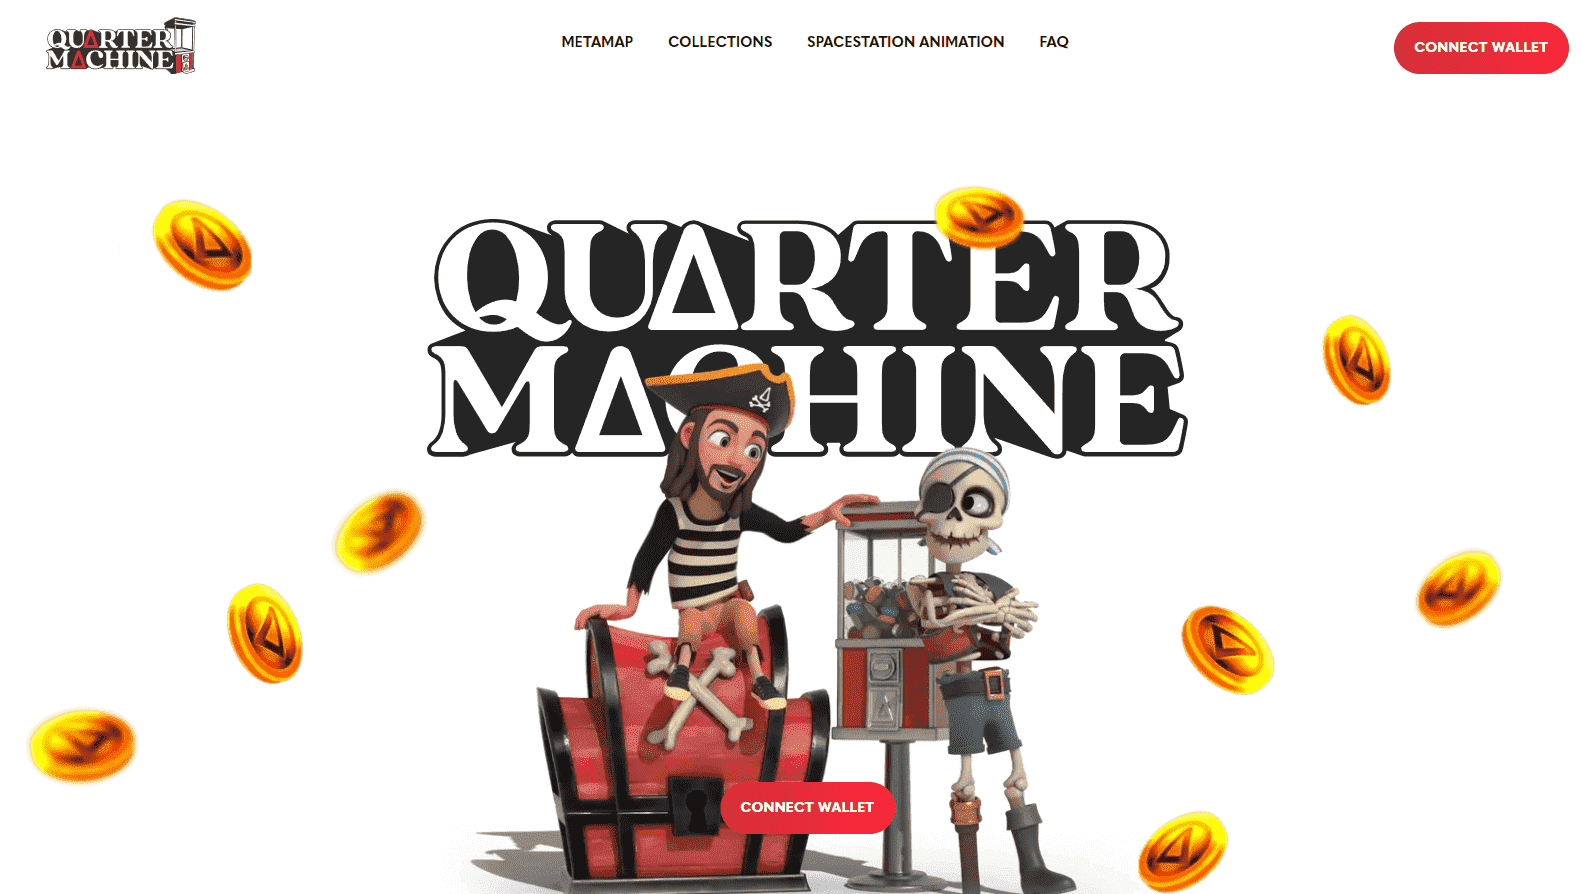 QUARTER
MACHINE
METAMAP
COLLECTIONS
SPACESTATION ANIMATION
FAQ
CONNECT WALLET
QUARTER
MACHINE
CONNECT WALLET